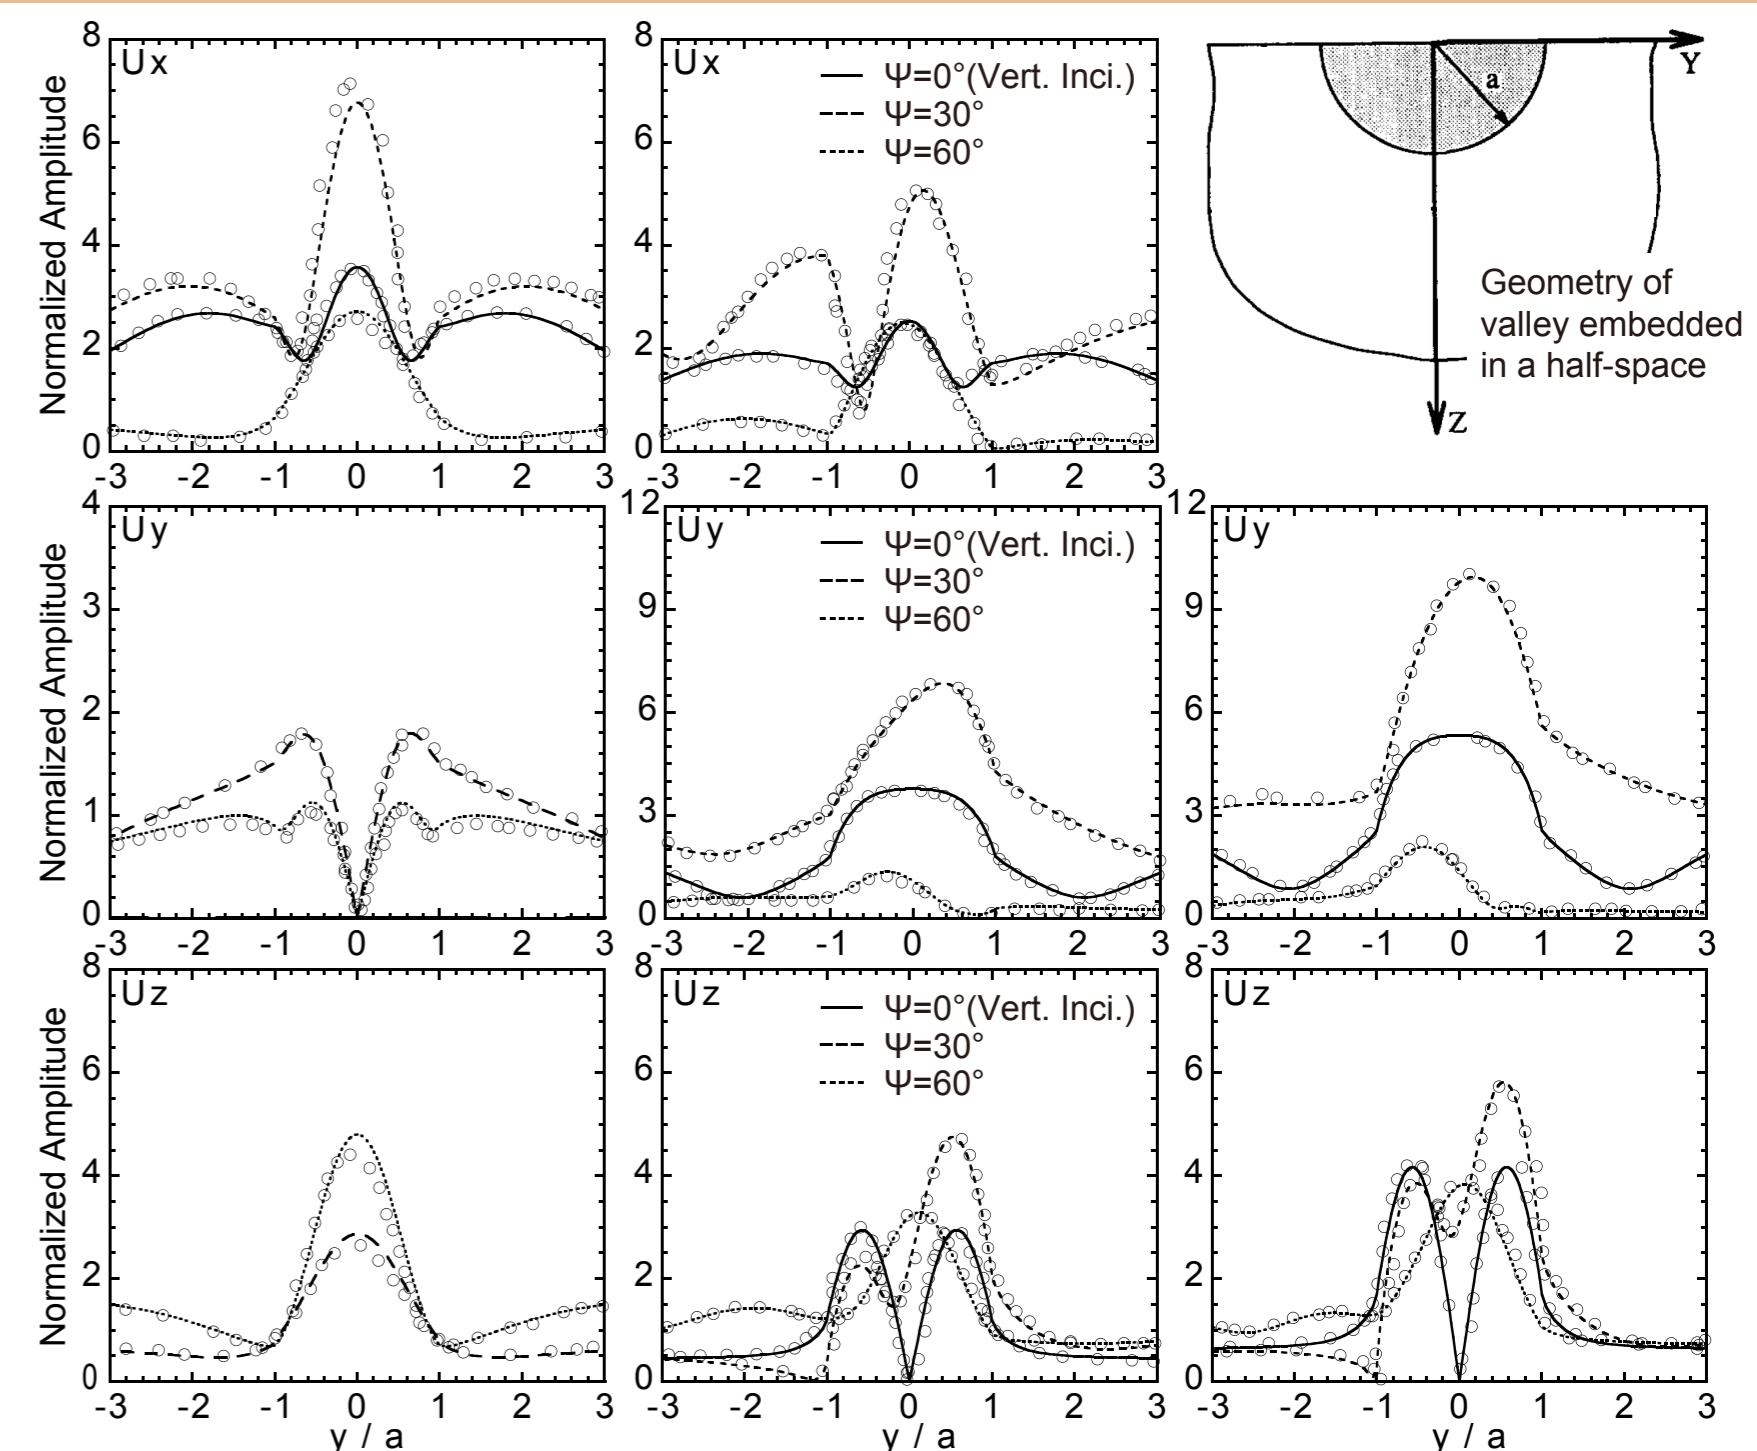 8
6
4
2
0
Normalized Amplitude
Ux
-3 -2 -1 0 1 2 3
8
6
4
2
0
Ux
Ψ=0°(Vert. Inci.)
Ψ=30°
Ψ=60°
-3 -2 -1 0 1 2 3
Y
a
Z
Geometry of
valley embedded
in a half-space
4
3
2
1
0
Normalized Amplitude
Uy
-3 -2 -1 0 1 2 3
12
9
6
3
0
Uy
Ψ=0°(Vert. Inci.)
Ψ=30°
Ψ=60°
-3 -2 -1 0 1 2 3
12
9
6
3
0
Uy
-3 -2 -1 0 1 2 3
8
6
4
2
0
Normalized Amplitude
Uz
-3 -2 -1 0 1 2 3
y / a
8
6
4
2
0
Uz
Ψ=0°(Vert. Inci.)
Ψ=30°
Ψ=60°
-3 -2 -1 0 1 2 3
y / a
8
6
4
2
0
Uz
-3 -2 -1 0 1 2 3
y / a